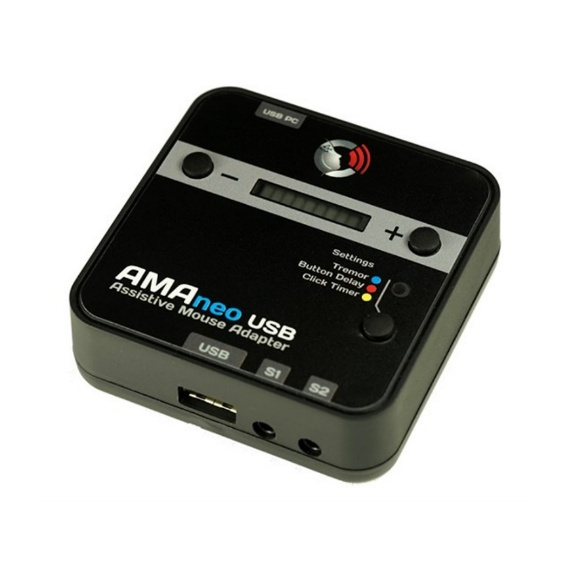 USB PC
−
+
Settings
Tremor
Button Delay
Click Timer
AMAneo USB
Assistive Mouse Adapter
USB
S1
S2